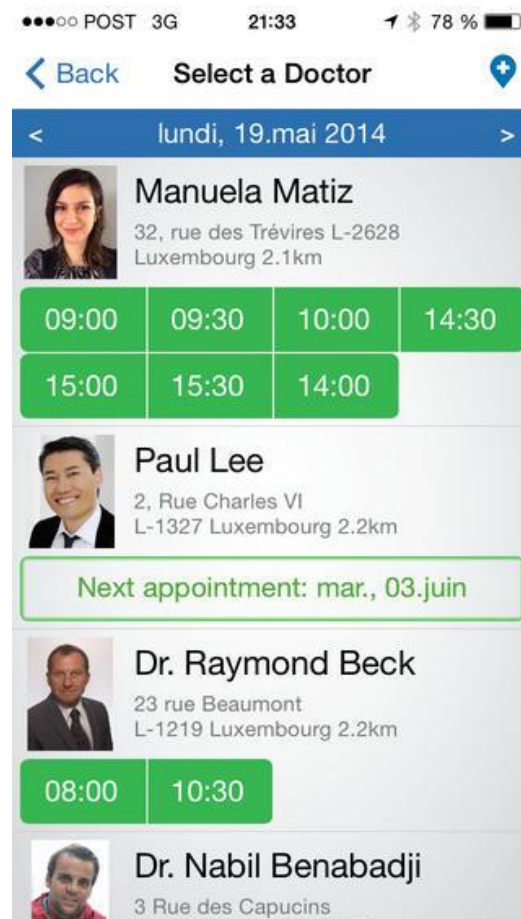 POST 3G 21:33 78 %
Back Select a Doctor
< lundi, 19.mai 2014 >
Manuela Matiz
32, rue des Trévires L-2628
Luxembourg 2.1km
09:00 09:30 10:00 14:30
15:00 15:30 14:00
Paul Lee
2, Rue Charles VI
L-1327 Luxembourg 2.2km
Next appointment: mar., 03.juin
Dr. Raymond Beck
23 rue Beaumont
L-1219 Luxembourg 2.2km
08:00 10:30
Dr. Nabil Benabadji
3 Rue des Capucins